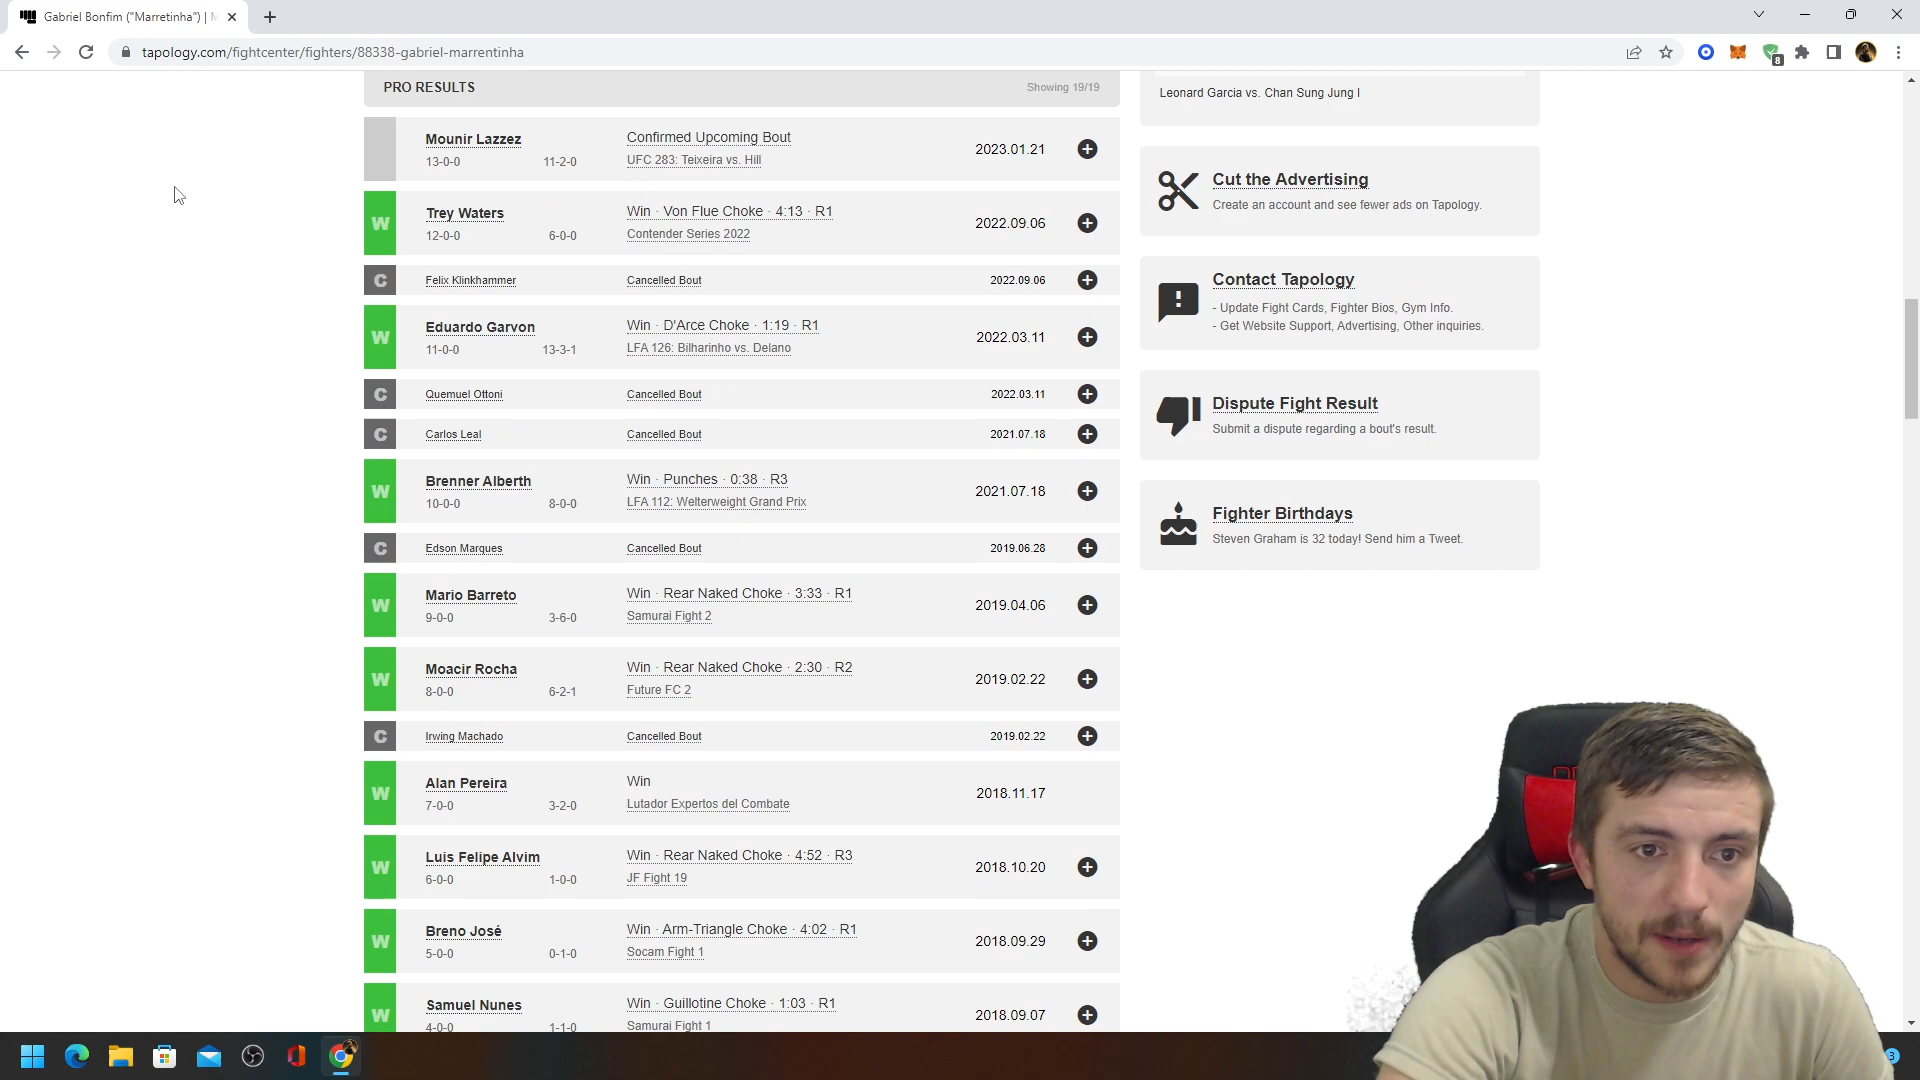 Gabriel Bonfim ("Marretinha") | M
tapology.com/fightcenter/fighters/88338-gabriel-marrentinha
8
PRO RESULTS
Showing 19/19
Mounir Lazzez
Confirmed Upcoming Bout
2023.01.21
13-0-0
11-2-0
UFC 283: Teixeira vs. Hill
W
Trey Waters
Win · Von Flue Choke · 4:13 · R1
2022.09.06
12-0-0
6-0-0
Contender Series 2022
C
Felix Klinkhammer
Cancelled Bout
2022.09.06
W
Eduardo Garvon
Win · D'Arce Choke · 1:19 · R1
2022.03.11
11-0-0
13-3-1
LFA 126: Bilharinho vs. Delano
C
Quemuel Ottoni
Cancelled Bout
2022.03.11
C
Carlos Leal
Cancelled Bout
2021.07.18
W
Brenner Alberth
Win · Punches · 0:38 · R3
2021.07.18
10-0-0
8-0-0
LFA 112: Welterweight Grand Prix
C
Edson Marques
Cancelled Bout
2019.06.28
W
Mario Barreto
Win · Rear Naked Choke · 3:33 · R1
2019.04.06
9-0-0
3-6-0
Samurai Fight 2
W
Moacir Rocha
Win · Rear Naked Choke · 2:30 · R2
2019.02.22
8-0-0
6-2-1
Future FC 2
C
Irwing Machado
Cancelled Bout
2019.02.22
W
Alan Pereira
Win
2018.11.17
7-0-0
3-2-0
Lutador Expertos del Combate
W
Luis Felipe Alvim
Win · Rear Naked Choke · 4:52 · R3
2018.10.20
6-0-0
1-0-0
JF Fight 19
W
Breno José
Win · Arm-Triangle Choke · 4:02 · R1
2018.09.29
5-0-0
0-1-0
Socam Fight 1
W
Samuel Nunes
Win · Guillotine Choke · 1:03 · R1
2018.09.07
4-0-0
1-1-0
Samurai Fight 1
Leonard Garcia vs. Chan Sung Jung I
Cut the Advertising
Create an account and see fewer ads on Tapology.
Contact Tapology
- Update Fight Cards, Fighter Bios, Gym Info.
- Get Website Support, Advertising, Other inquiries.
Dispute Fight Result
Submit a dispute regarding a bout's result.
Fighter Birthdays
Steven Graham is 32 today! Send him a Tweet.
3